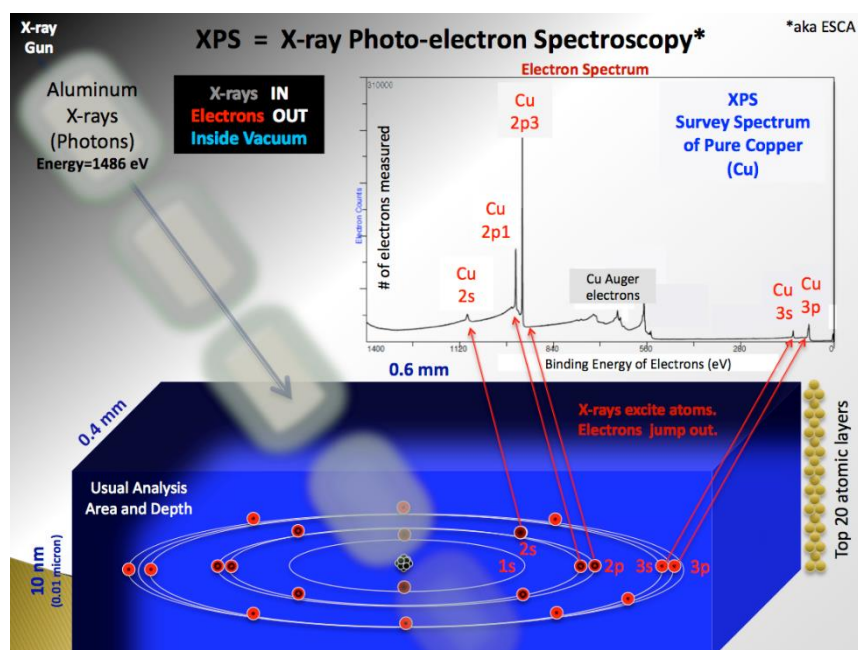 X-ray
Gun
XPS = X-ray Photo-electron Spectroscopy*
*aka ESCA
Aluminum
X-rays
(Photons)
Energy=1486 eV
X-rays IN
Electrons OUT
Inside Vacuum
Electron Spectrum
Cu
2p3
XPS
Survey Spectrum
of Pure Copper
(Cu)
Electron Counts
# of electrons measured
Cu
2p1
Cu
2s
Cu Auger
electrons
Cu
3s
Cu
3p
1400
1120
840
560
280
0
Binding Energy of Electrons (eV)
0.6 mm
0.4 mm
X-rays excite atoms.
Electrons jump out.
Usual Analysis
Area and Depth
10 nm
(0.01 micron)
1s
2s
2p
3s
3p
Top 20 atomic layers